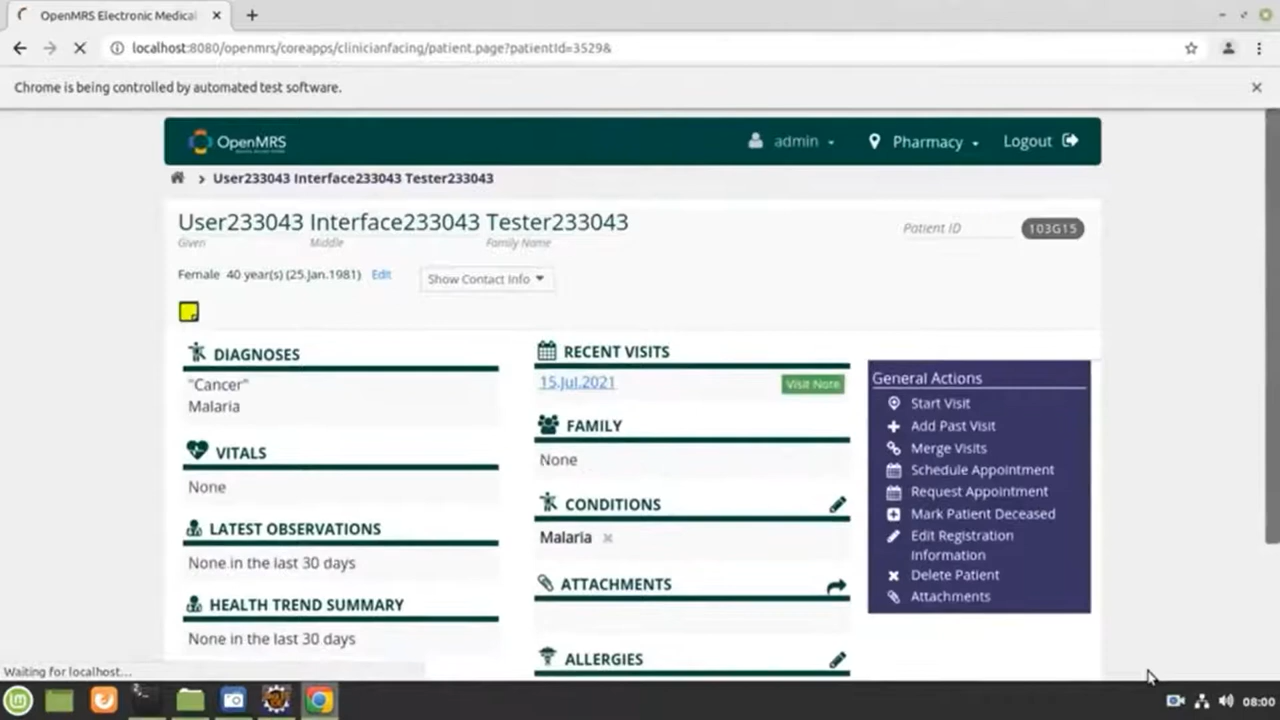 OpenMRS Electronic Medical
localhost:8080/openmrs/coreapps/clinicianfacing/patient.page?patientId=3529&
Chrome is being controlled by automated test software.
OpenMRS
admin
Pharmacy
Logout
User233043 Interface233043 Tester233043
User233043 Interface233043 Tester233043
Given Middle Family Name
Patient ID 103G15
Female 40 year(s) (25.Jan.1981) Edit
Show Contact Info
DIAGNOSES
"Cancer"
Malaria
VITALS
None
LATEST OBSERVATIONS
None in the last 30 days
HEALTH TREND SUMMARY
None in the last 30 days
RECENT VISITS
15.Jul.2021 Visit Note
FAMILY
None
CONDITIONS
Malaria
ATTACHMENTS
ALLERGIES
General Actions
Start Visit
Add Past Visit
Merge Visits
Schedule Appointment
Request Appointment
Mark Patient Deceased
Edit Registration
Information
Delete Patient
Attachments
Waiting for localhost...
08:00